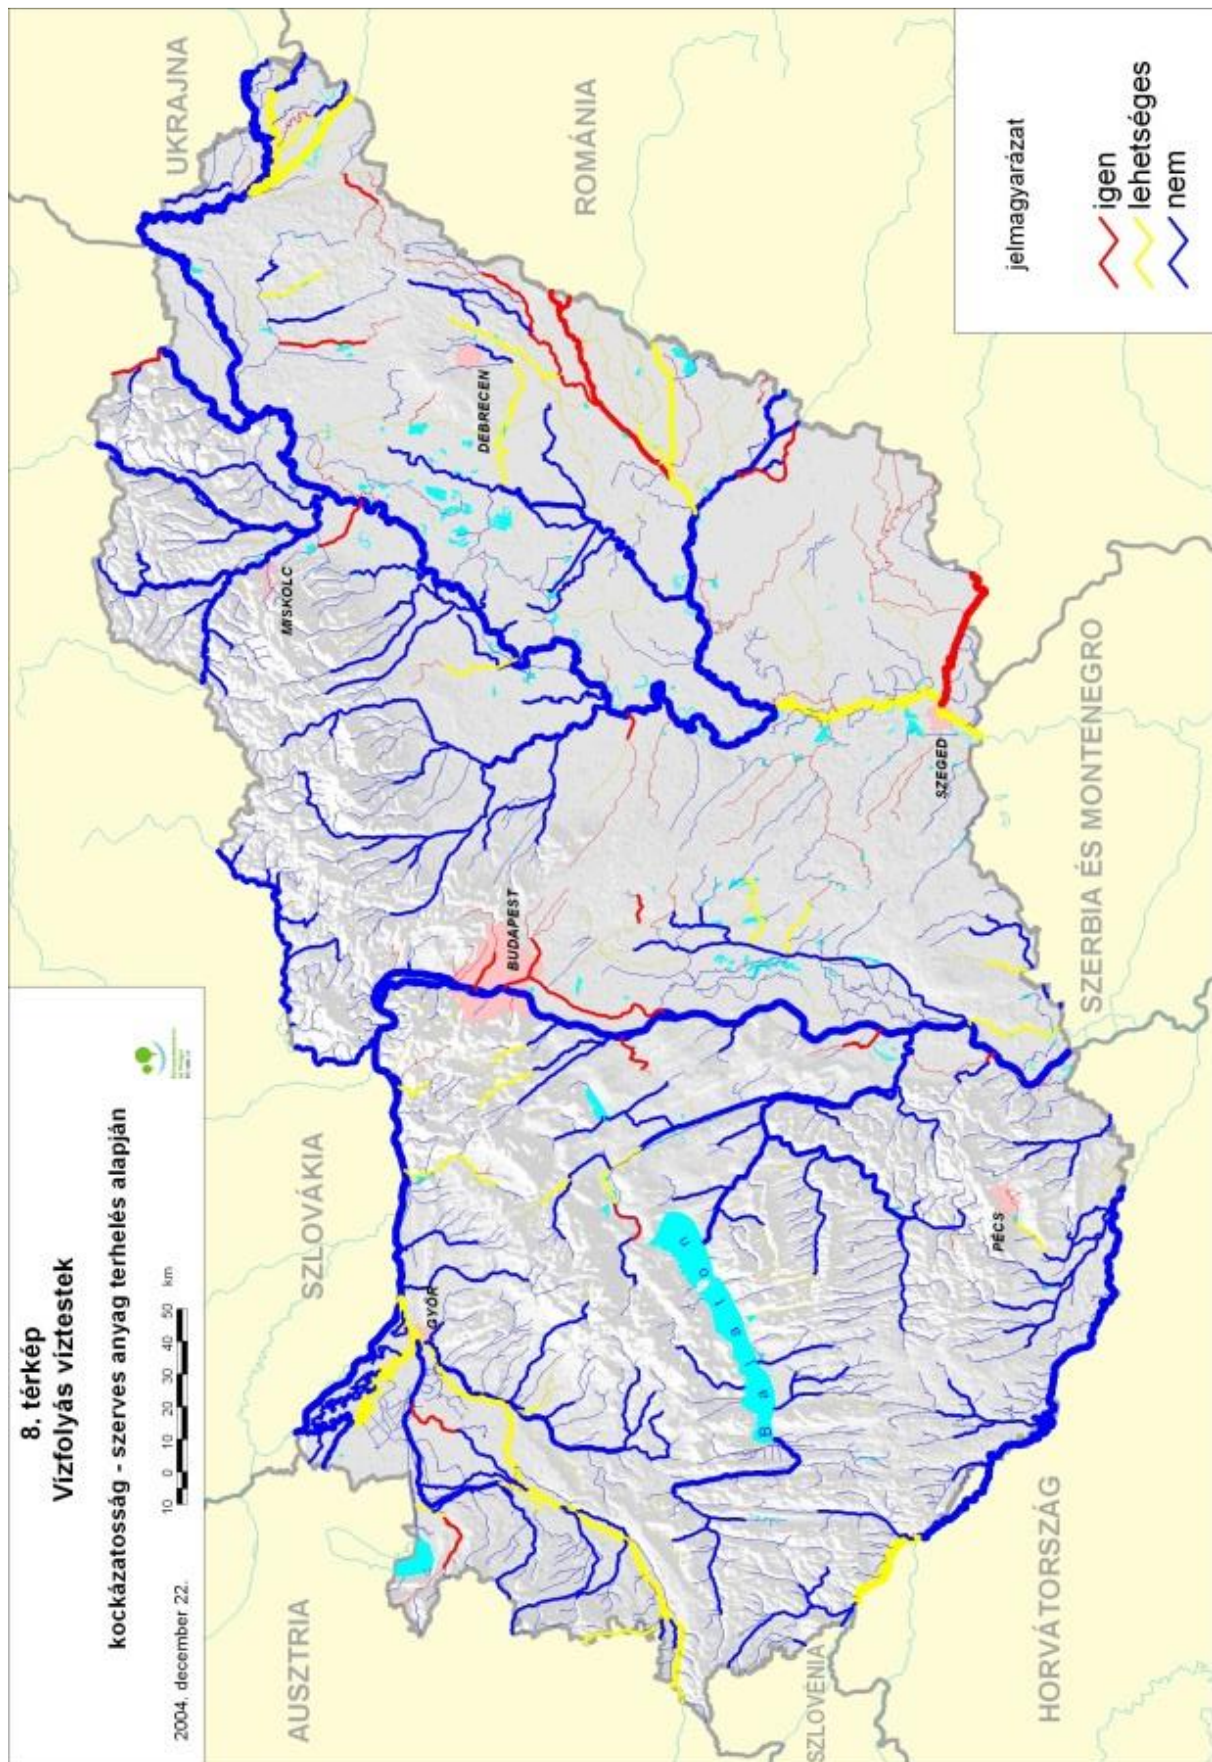 8. térkép
Vízfolyás víztestek
kockázatosság - szerves anyag terhelés alapján
2004. december 22.
10 0 10 20 30 40 50 km
AUSZTRIA
SZLOVÁKIA
UKRAJNA
ROMÁNIA
SZERBIA ÉS MONTENEGRO
HORVÁTORSZÁG
SZLOVÉNIA
GYŐR
BUDAPEST
MISKOLC
DEBRECEN
SZEGED
PÉCS
Balaton
jelmagyarázat
igen
lehetséges
nem